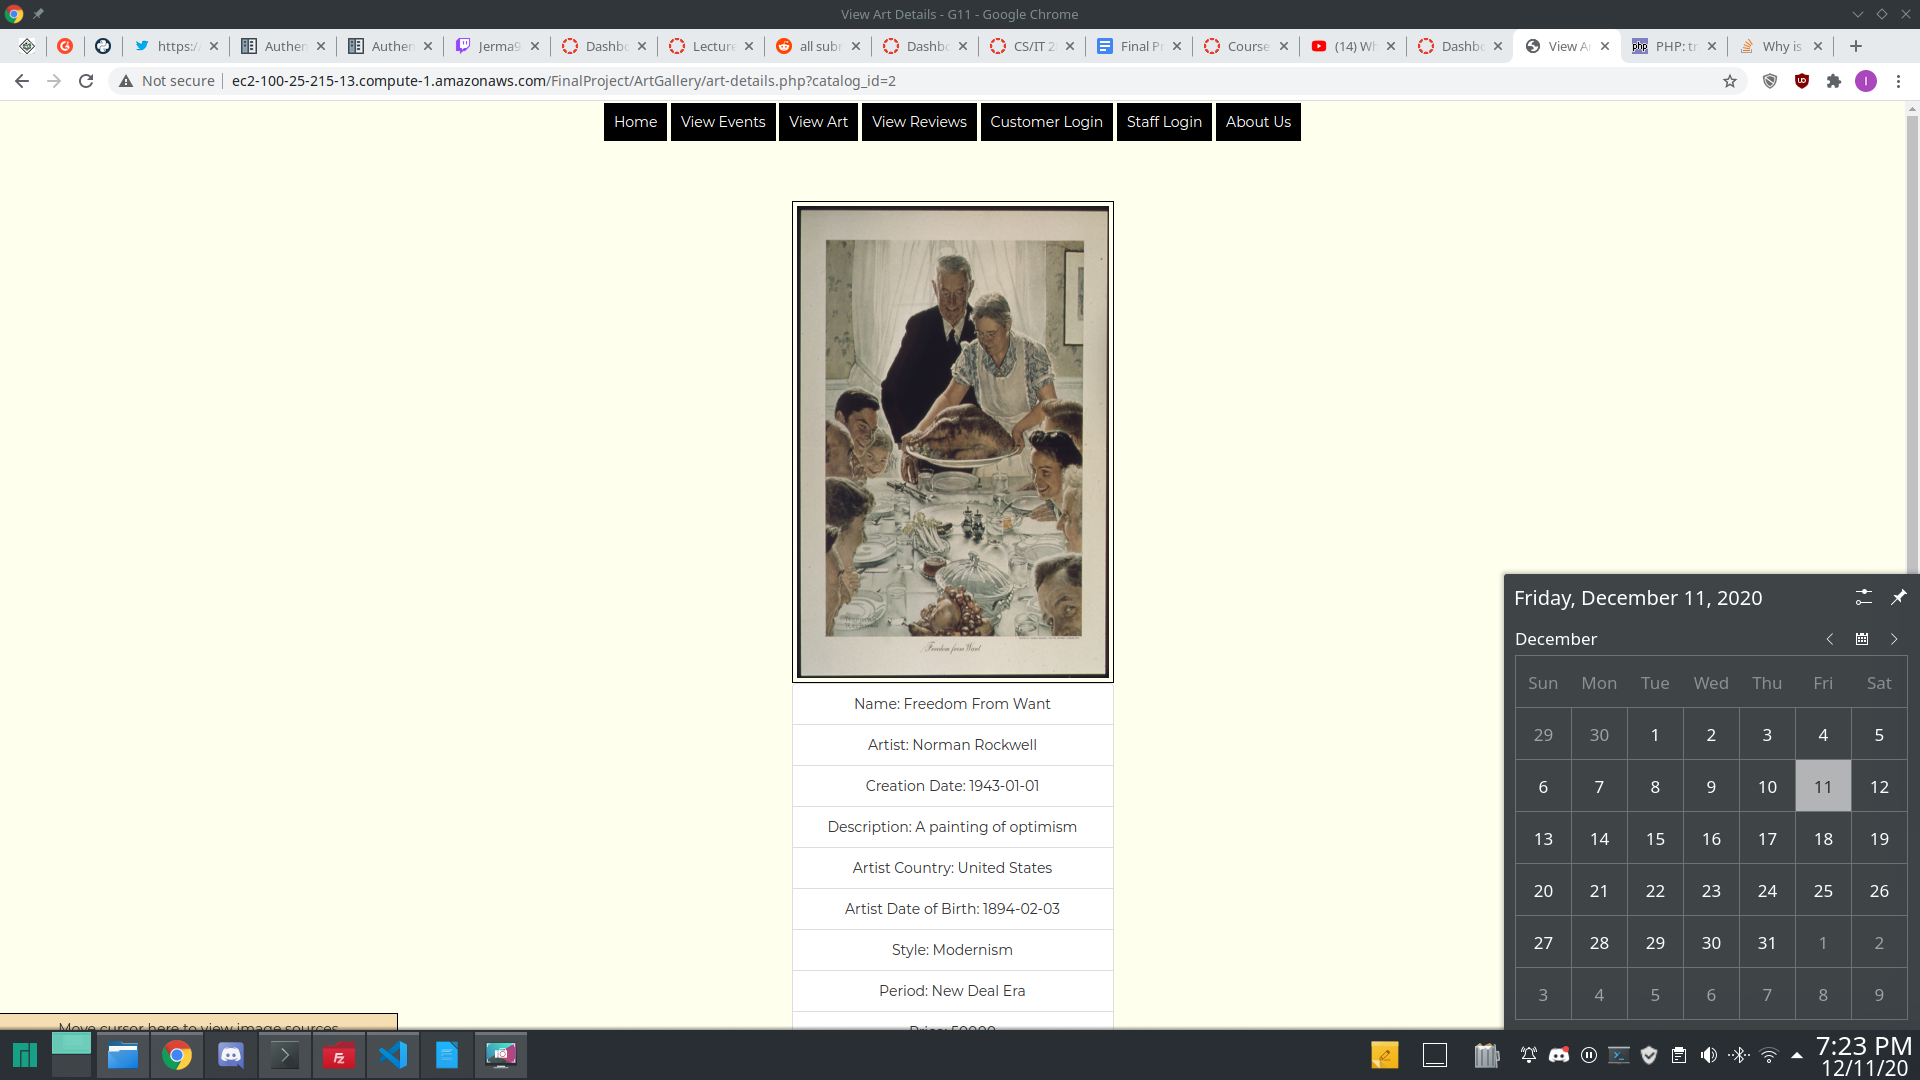 View Art Details - G11 - Google Chrome
https:/
Authen
Authen
Jerma9
Dashbo
Lecture
all subr
Dashbo
CS/IT 2
Final Pr
Course
(14) Wh
Dashbo
View Ar
PHP: tr
Why is
Not secure
ec2-100-25-215-13.compute-1.amazonaws.com/FinalProject/ArtGallery/art-details.php?catalog_id=2
Home View Events View Art View Reviews Customer Login Staff Login About Us
Freedom from Want
Name: Freedom From Want
Artist: Norman Rockwell
Creation Date: 1943-01-01
Description: A painting of optimism
Artist Country: United States
Artist Date of Birth: 1894-02-03
Style: Modernism
Period: New Deal Era
Price: 50000
Move cursor here to view image sources
Friday, December 11, 2020
December
Sun Mon Tue Wed Thu Fri Sat
29 30 1 2 3 4 5
6 7 8 9 10 11 12
13 14 15 16 17 18 19
20 21 22 23 24 25 26
27 28 29 30 31 1 2
3 4 5 6 7 8 9
7:23 PM
12/11/20